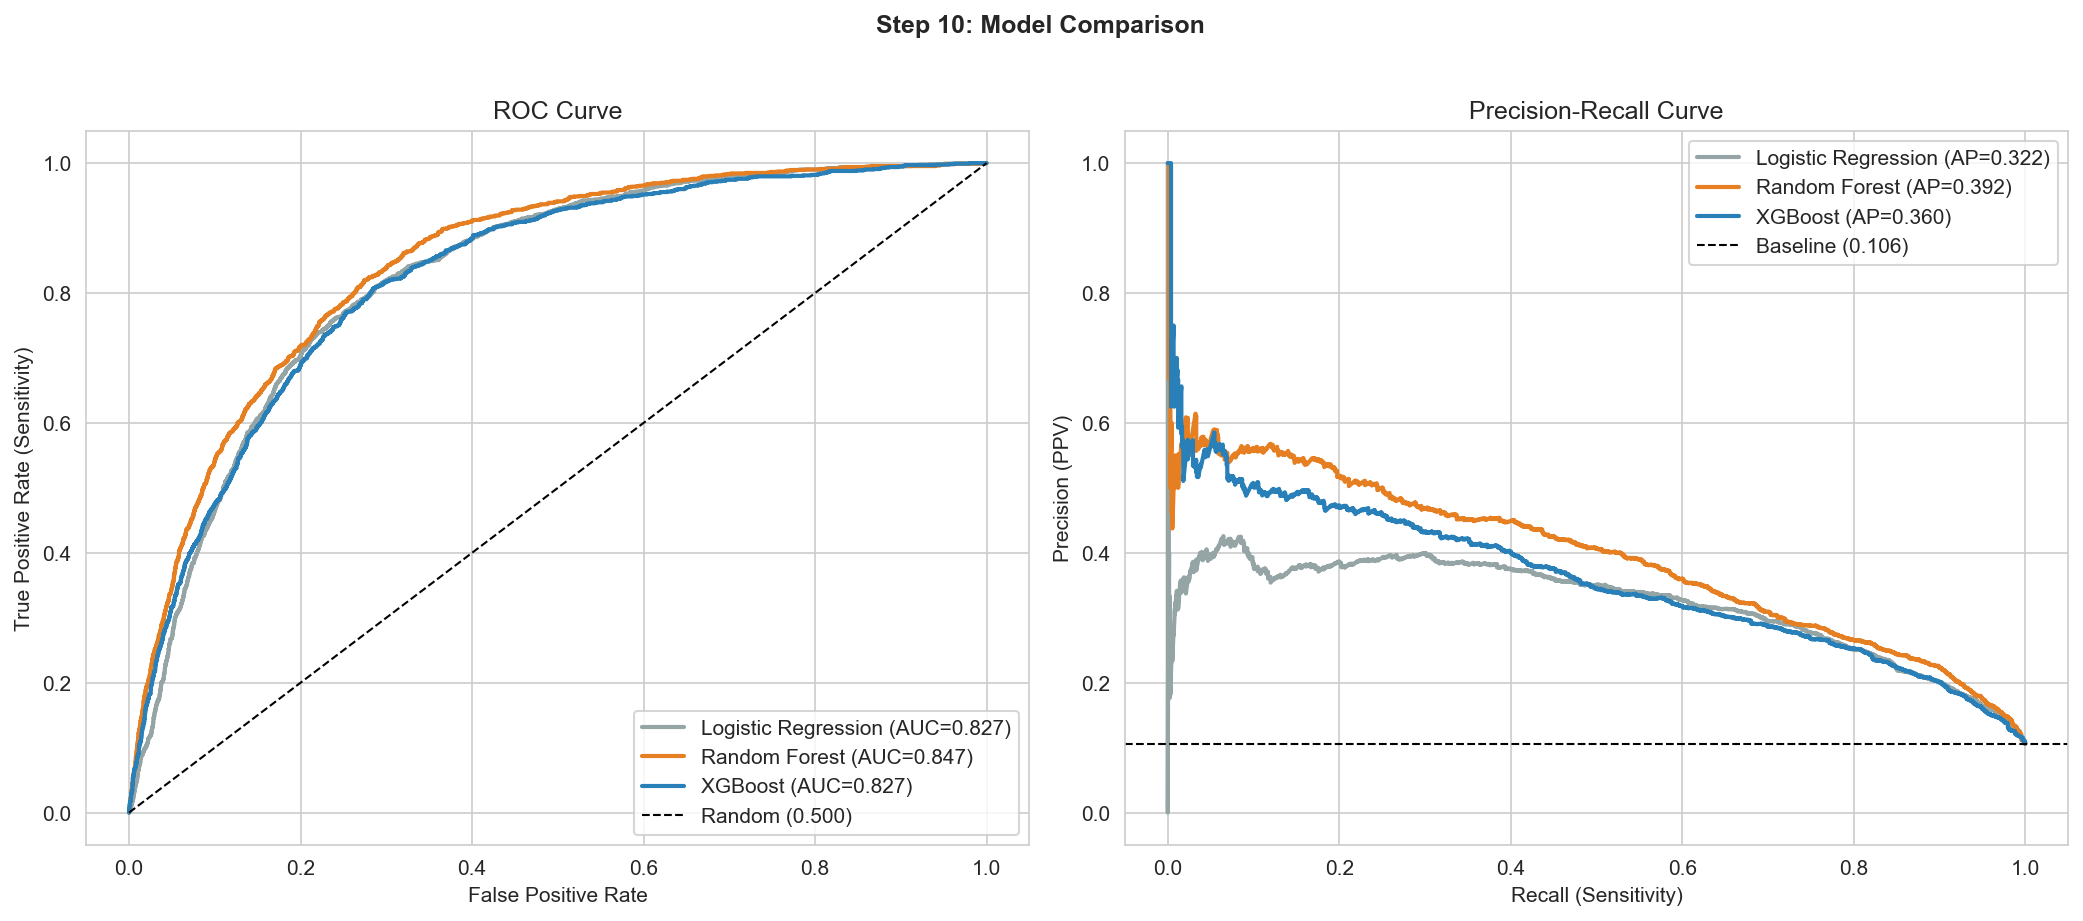 Step 10: Model Comparison
ROC Curve
True Positive Rate (Sensitivity)
1.0
0.8
0.6
0.4
0.2
0.0
0.0 0.2 0.4 0.6 0.8 1.0
False Positive Rate
Logistic Regression (AUC=0.827)
Random Forest (AUC=0.847)
XGBoost (AUC=0.827)
Random (0.500)
Precision-Recall Curve
Precision (PPV)
1.0
0.8
0.6
0.4
0.2
0.0
0.0 0.2 0.4 0.6 0.8 1.0
Recall (Sensitivity)
Logistic Regression (AP=0.322)
Random Forest (AP=0.392)
XGBoost (AP=0.360)
Baseline (0.106)